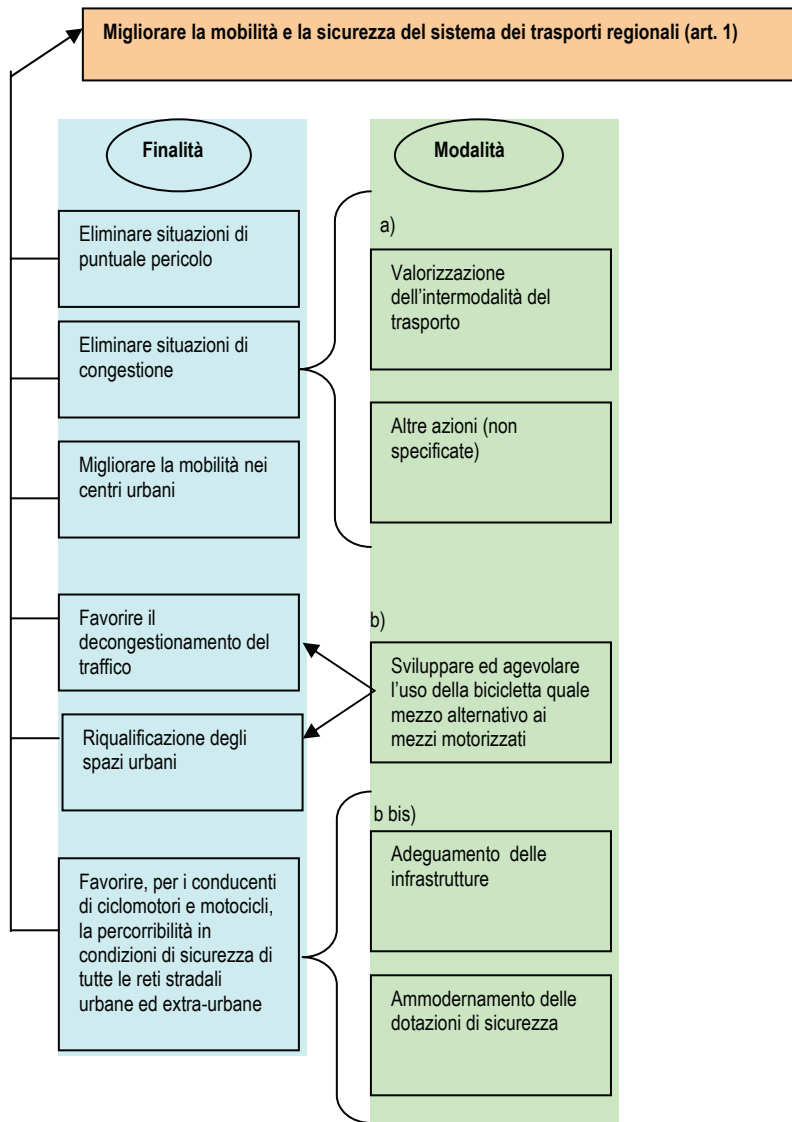 Migliorare la mobilità e la sicurezza del sistema dei trasporti regionali (art. 1)
Finalità
Modalità
Eliminare situazioni di
puntuale pericolo
Eliminare situazioni di
congestione
Migliorare la mobilità nei
centri urbani
Favorire il
decongestionamento del
traffico
Riqualificazione degli
spazi urbani
Favorire, per i conducenti
di ciclomotori e motocicli,
la percorribilità in
condizioni di sicurezza di
tutte le reti stradali
urbane ed extra-urbane
a)
Valorizzazione
dell’intermodalità del
trasporto
Altre azioni (non
specificate)
b)
Sviluppare ed agevolare
l’uso della bicicletta quale
mezzo alternativo ai
mezzi motorizzati
b bis)
Adeguamento delle
infrastrutture
Ammodernamento delle
dotazioni di sicurezza